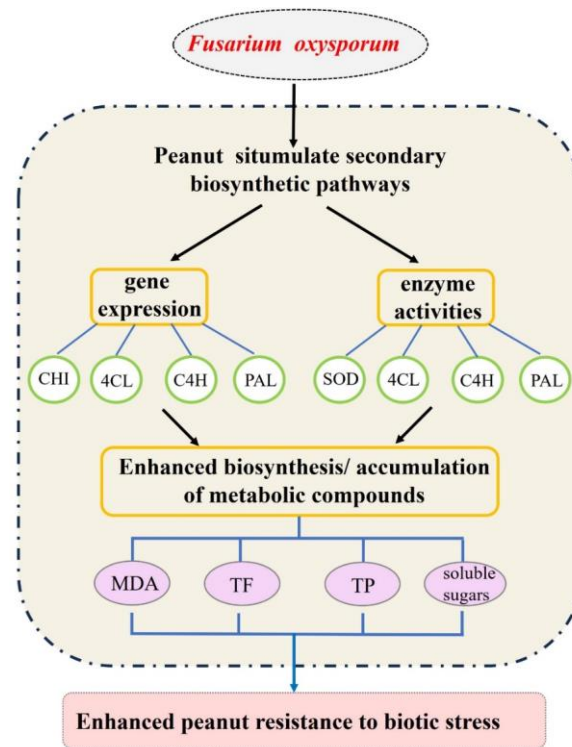 Fusarium oxysporum
Peanut situmulate secondary
biosynthetic pathways
gene
expression
enzyme
activities
CHI
4CL
C4H
PAL
SOD
4CL
C4H
PAL
Enhanced biosynthesis/ accumulation
of metabolic compounds
MDA
TF
TP
soluble
sugars
Enhanced peanut resistance to biotic stress